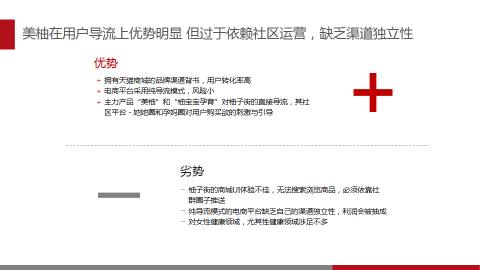 美柚在用户导流上优势明显 但过于依赖社区运营，缺乏渠道独立性
优势
+ 拥有天猫商城的品牌渠道背书，用户转化率高
+ 电商平台采用纯导流模式，风险小
+ 主力产品“美柚”和“柚宝宝孕育”对柚子街的直接导流，其社
区平台 - 她她圈和孕妈圈对用户购买欲的刺激与引导
劣势
– 柚子街的商城UI体验不佳，无法搜索浏览商品，必须依靠社
群圈子推送
– 纯导流模式的电商平台缺乏自己的渠道独立性，利润会被抽成
– 对女性健康领域，尤其性健康领域涉足不多